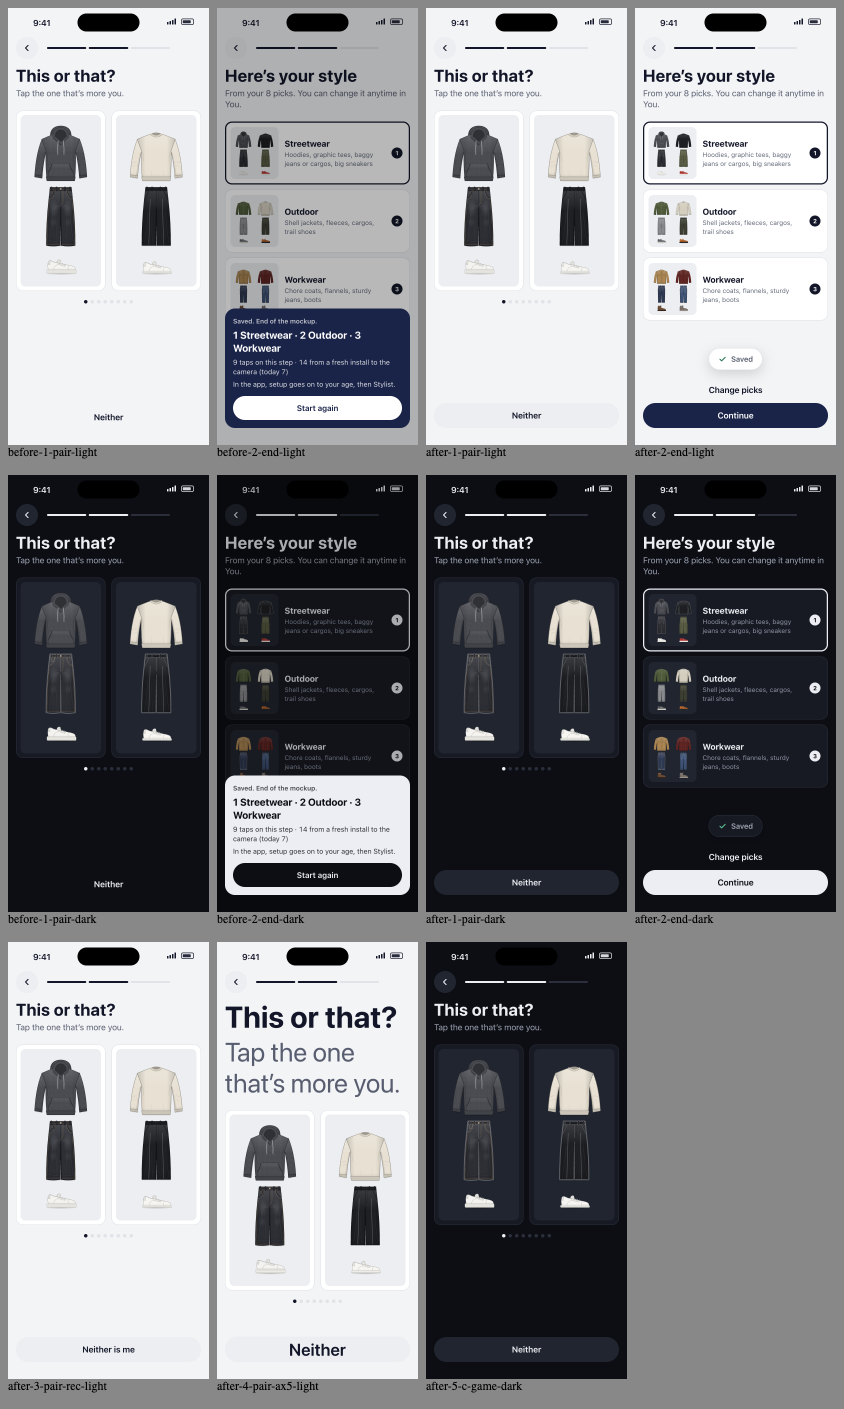 9:41
This or that?
Tap the one that's more you.
Neither
before-1-pair-light
9:41
Here's your style
From your 8 picks. You can change it anytime in
You.
Streetwear
Hoodies, graphic tees, baggy
jeans or cargos, big sneakers
1
Outdoor
Shell jackets, fleeces, cargos,
trail shoes
2
Workwear
Chore coats, flannels, sturdy
jeans, boots
3
Saved. End of the mockup.
1 Streetwear · 2 Outdoor · 3
Workwear
9 taps on this step · 14 from a fresh install to the
camera (today 7)
In the app, setup goes on to your age, then Stylist.
Start again
before-2-end-light
9:41
This or that?
Tap the one that's more you.
Neither
after-1-pair-light
9:41
Here's your style
From your 8 picks. You can change it anytime in
You.
Streetwear
Hoodies, graphic tees, baggy
jeans or cargos, big sneakers
1
Outdoor
Shell jackets, fleeces, cargos,
trail shoes
2
Workwear
Chore coats, flannels, sturdy
jeans, boots
3
Saved
Change picks
Continue
after-2-end-light
9:41
This or that?
Tap the one that's more you.
Neither
before-1-pair-dark
9:41
Here's your style
From your 8 picks. You can change it anytime in
You.
Streetwear
Hoodies, graphic tees, baggy
jeans or cargos, big sneakers
1
Outdoor
Shell jackets, fleeces, cargos,
trail shoes
2
Workwear
Chore coats, flannels, sturdy
jeans, boots
3
Saved. End of the mockup.
1 Streetwear · 2 Outdoor · 3
Workwear
9 taps on this step · 14 from a fresh install to the
camera (today 7)
In the app, setup goes on to your age, then Stylist.
Start again
before-2-end-dark
9:41
This or that?
Tap the one that's more you.
Neither
after-1-pair-dark
9:41
Here's your style
From your 8 picks. You can change it anytime in
You.
Streetwear
Hoodies, graphic tees, baggy
jeans or cargos, big sneakers
1
Outdoor
Shell jackets, fleeces, cargos,
trail shoes
2
Workwear
Chore coats, flannels, sturdy
jeans, boots
3
Saved
Change picks
Continue
after-2-end-dark
9:41
This or that?
Tap the one that's more you.
Neither is me
after-3-pair-rec-light
9:41
This or that?
Tap the one
that's more you.
Neither
after-4-pair-ax5-light
9:41
This or that?
Tap the one that's more you.
Neither
after-5-c-game-dark